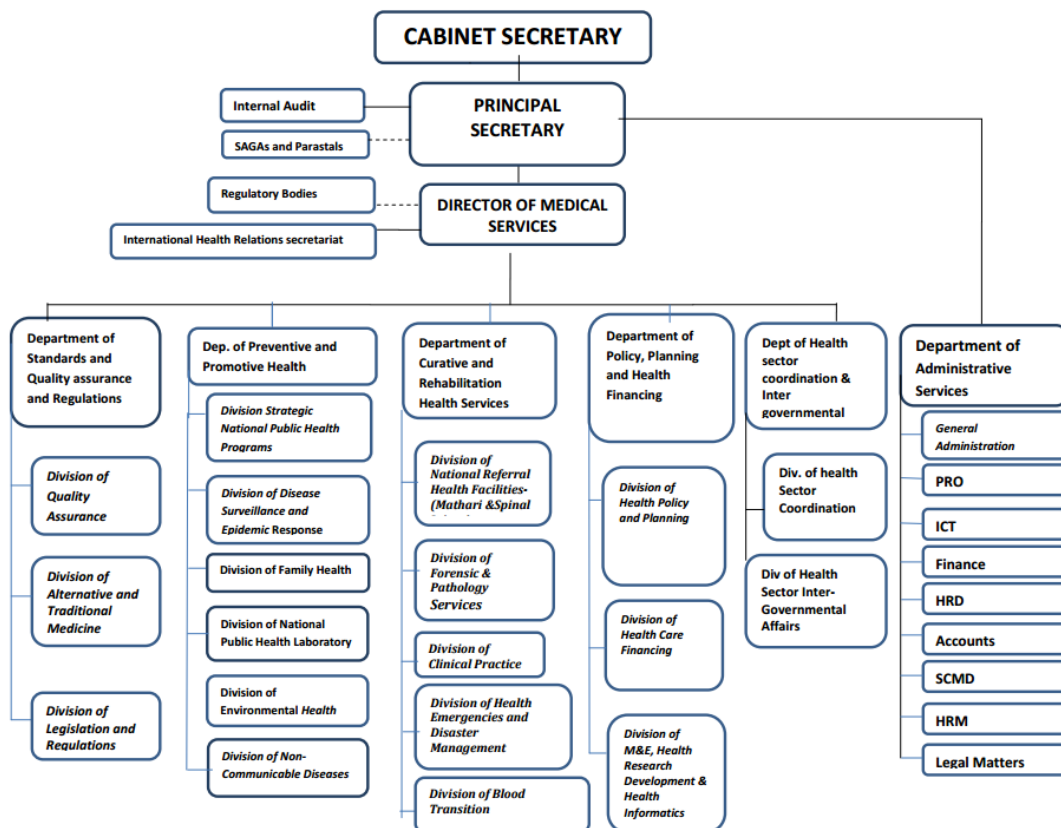 CABINET SECRETARY
PRINCIPAL
SECRETARY
Internal Audit
SAGAs and Parastals
Regulatory Bodies
DIRECTOR OF MEDICAL
SERVICES
International Health Relations secretariat
Department of
Standards and
Quality assurance
and Regulations
Division of
Quality
Assurance
Division of
Alternative and
Traditional
Medicine
Division of
Legislation and
Regulations
Dep. of Preventive and
Promotive Health
Division Strategic
National Public Health
Programs
Division of Disease
Surveillance and
Epidemic Response
Division of Family Health
Division of National
Public Health Laboratory
Division of
Environmental Health
Division of Non-
Communicable Diseases
Department of
Curative and
Rehabilitation
Health Services
Division of
National Referral
Health Facilities-
(Mathari &Spinal
Division of
Forensic &
Pathology
Services
Division of
Clinical Practice
Division of Health
Emergencies and
Disaster
Management
Division of Blood
Transition
Department of
Policy, Planning
and Health
Financing
Division of
Health Policy
and Planning
Division of
Health Care
Financing
Division of
M&E, Health
Research
Development &
Health
Informatics
Dept of Health
sector
coordination &
Inter
governmental
Div. of health
Sector
Coordination
Div of Health
Sector Inter-
Governmental
Affairs
Department of
Administrative
Services
General
Administration
PRO
ICT
Finance
HRD
Accounts
SCMD
HRM
Legal Matters